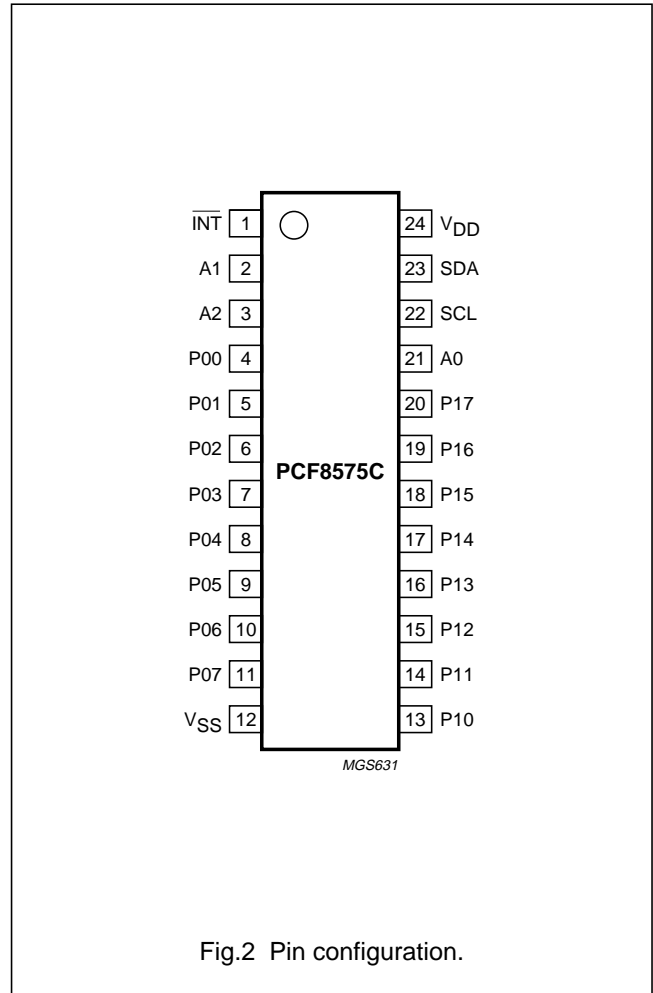 INT 1 24 VDD
A1 2 23 SDA
A2 3 22 SCL
P00 4 21 A0
P01 5 20 P17
P02 6 19 P16
PCF8575C
P03 7 18 P15
P04 8 17 P14
P05 9 16 P13
P06 10 15 P12
P07 11 14 P11
VSS 12 13 P10
MGS631
Fig.2 Pin configuration.